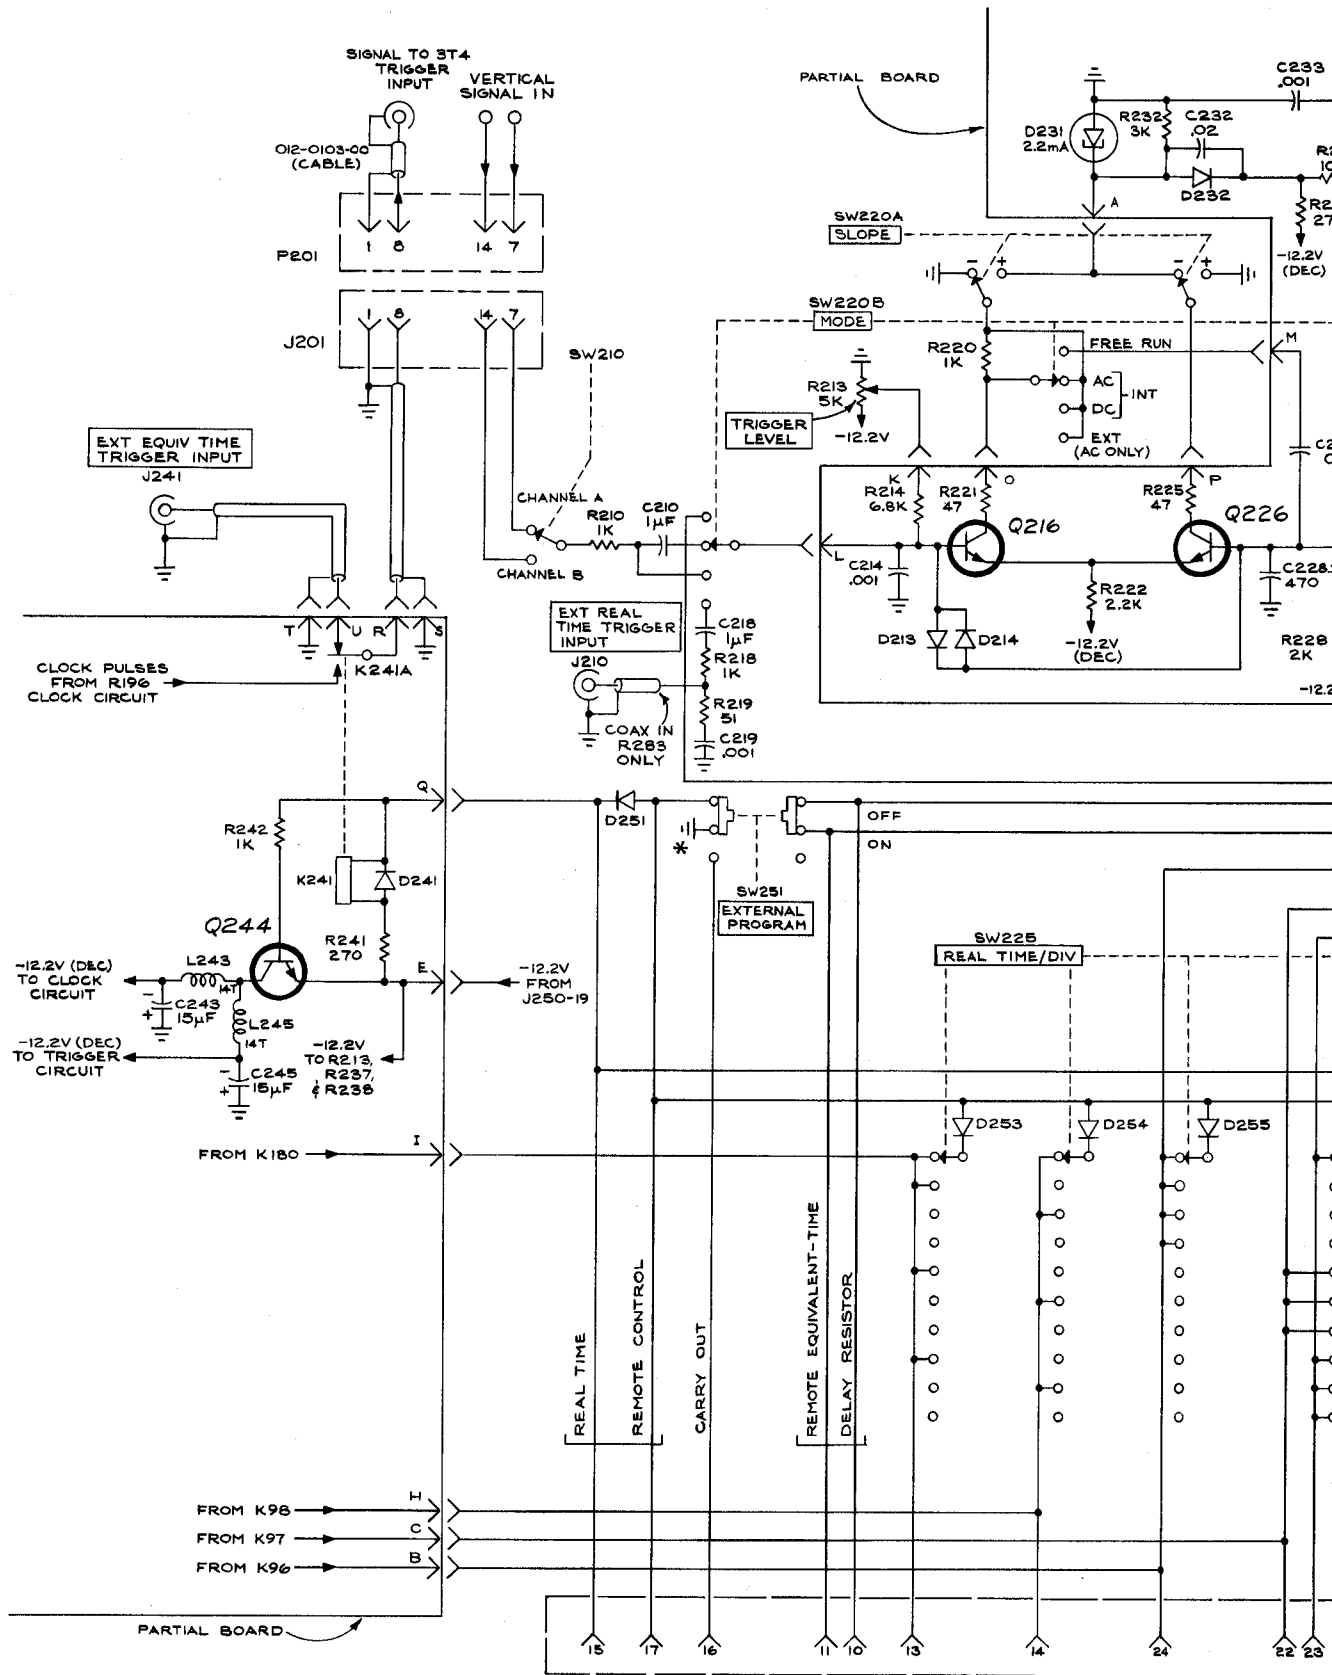 SIGNAL TO 3T4
TRIGGER
INPUT
VERTICAL
SIGNAL IN
012-0103-00
(CABLE)
1 8 14 7
P201
1 8 14 7
J201
SW210
EXT EQUIV TIME
TRIGGER INPUT
J241
CHANNEL A
CHANNEL B
R210
1K
C210
1µF
PARTIAL BOARD
D231
2.2mA
R232
3K
C232
.02
C233
.001
D232
-12.2V
(DEC)
A
SW220A
SLOPE
- +
- +
SW220B
MODE
R220
1K
FREE RUN
M
AC
DC
INT
EXT
(AC ONLY)
R213
5K
-12.2V
TRIGGER
LEVEL
K
O
P
L
R214
6.8K
R221
47
R225
47
Q216
Q226
C214
.001
R222
2.2K
-12.2V
(DEC)
C228
470
R228
2K
D213
D214
EXT REAL
TIME TRIGGER
INPUT
J210
C218
1µF
R218
1K
R219
51
C219
.001
COAX IN
R283
ONLY
T U R S
K241A
CLOCK PULSES
FROM R196
CLOCK CIRCUIT
Q
D251
OFF
ON
*
SW251
EXTERNAL
PROGRAM
R242
1K
K241
D241
Q244
R241
270
L243
14T
-12.2V (DEC)
TO CLOCK
CIRCUIT
-
+
C243
15µF
L245
14T
-12.2V (DEC)
TO TRIGGER
CIRCUIT
-
+
C245
15µF
-12.2V
TO R213,
R237,
& R238
E
-12.2V
FROM
J250-19
SW225
REAL TIME/DIV
D253
D254
D255
FROM K180
I
REAL TIME
REMOTE CONTROL
CARRY OUT
REMOTE EQUIVALENT-TIME
DELAY RESISTOR
FROM K98
H
FROM K97
C
FROM K96
B
PARTIAL BOARD
15 17 16 11 10 13 14 24 22 23